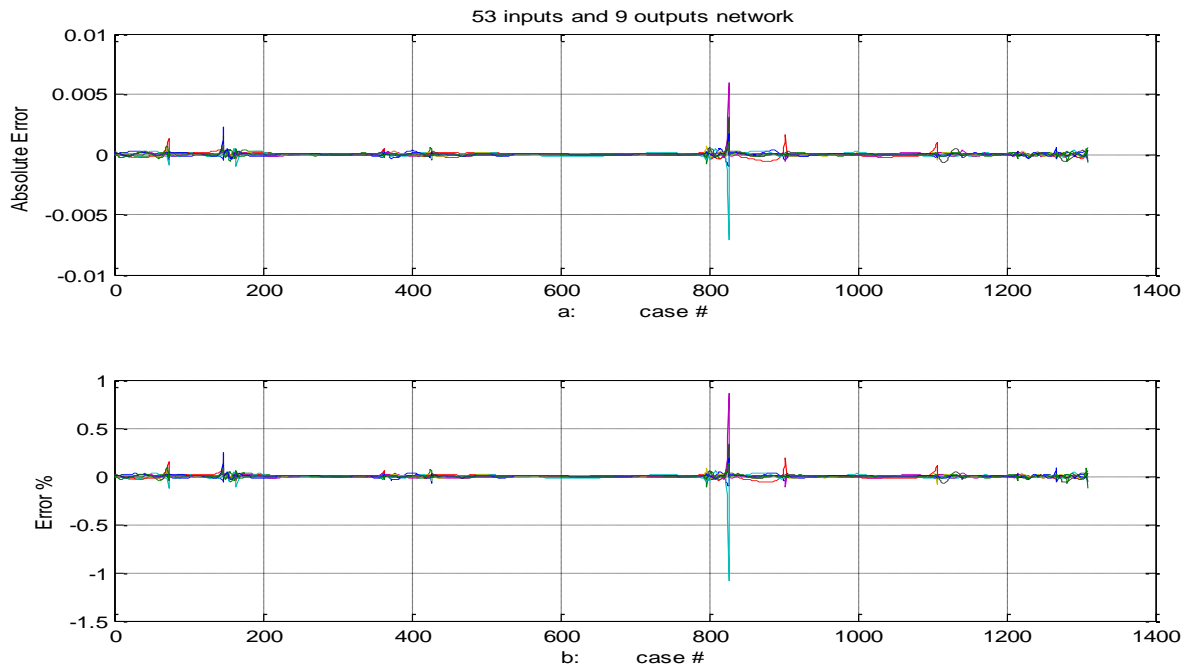 53 inputs and 9 outputs network
0.01
0.005
0
-0.005
-0.01
Absolute Error
0 200 400 600 800 1000 1200 1400
a: case #
1
0.5
0
-0.5
-1
-1.5
Error %
0 200 400 600 800 1000 1200 1400
b: case #